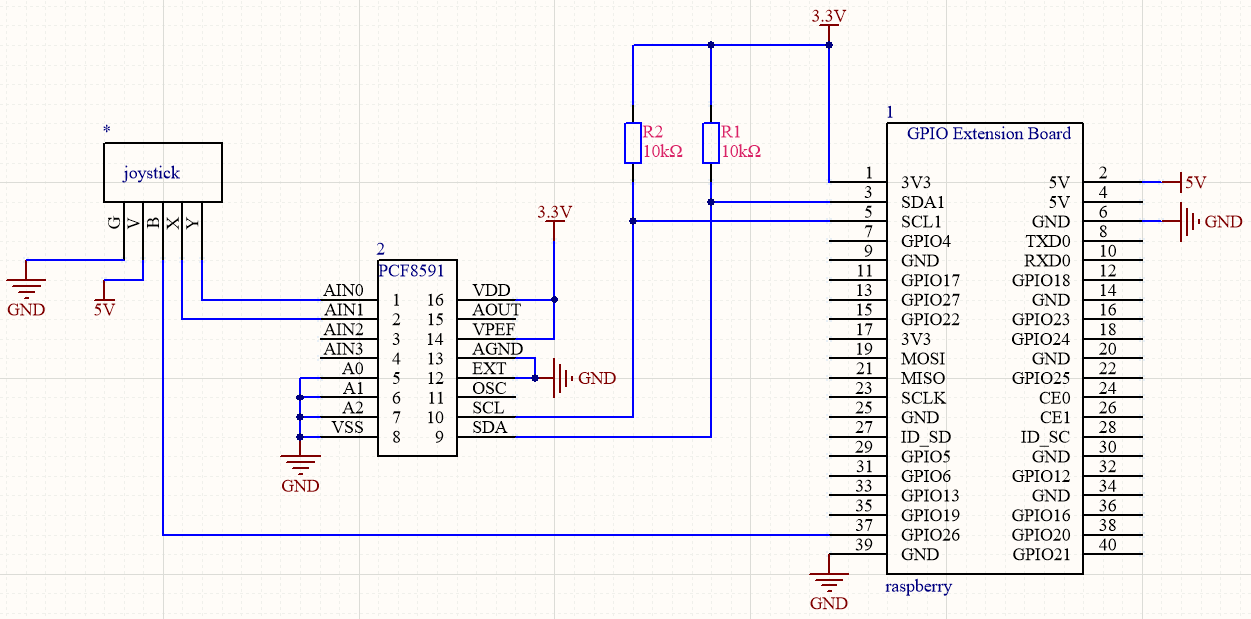 3.3V
R2
10kΩ
R1
10kΩ
*
joystick
G
V
B
X
Y
GND
5V
3.3V
2
PCF8591
AIN0 1 16 VDD
AIN1 2 15 AOUT
AIN2 3 14 VPEF
AIN3 4 13 AGND
A0 5 12 EXT
A1 6 11 OSC
A2 7 10 SCL
VSS 8 9 SDA
GND
GND
1
GPIO Extension Board
1 3V3 5V 2
3 SDA1 5V 4
5 SCL1 GND 6
7 GPIO4 TXD0 8
9 GND RXD0 10
11 GPIO17 GPIO18 12
13 GPIO27 GND 14
15 GPIO22 GPIO23 16
17 3V3 GPIO24 18
19 MOSI GND 20
21 MISO GPIO25 22
23 SCLK CE0 24
25 GND CE1 26
27 ID_SD ID_SC 28
29 GPIO5 GND 30
31 GPIO6 GPIO12 32
33 GPIO13 GND 34
35 GPIO19 GPIO16 36
37 GPIO26 GPIO20 38
39 GND GPIO21 40
5V
GND
GND
raspberry